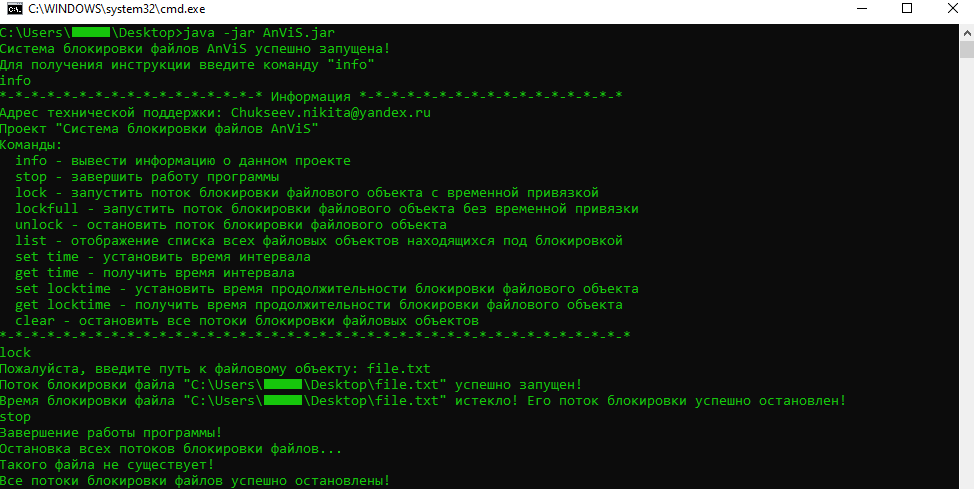 C:\WINDOWS\system32\cmd.exe
C:\Users\ \Desktop>java -jar AnViS.jar
Система блокировки файлов AnViS успешно запущена!
Для получения инструкции введите команду "info"
info
*-*-*-*-*-*-*-*-*-*-*-*-*-*-*-*-* Информация *-*-*-*-*-*-*-*-*-*-*-*-*-*-*-*-*
Адрес технической поддержки: Chukseev.nikita@yandex.ru
Проект "Система блокировки файлов AnViS"
Команды:
  info - вывести информацию о данном проекте
  stop - завершить работу программы
  lock - запустить поток блокировки файлового объекта с временной привязкой
  lockfull - запустить поток блокировки файлового объекта без временной привязки
  unlock - остановить поток блокировки файлового объекта
  list - отображение списка всех файловых объектов находящихся под блокировкой
  set time - установить время интервала
  get time - получить время интервала
  set locktime - установить время продолжительности блокировки файлового объекта
  get locktime - получить время продолжительности блокировки файлового объекта
  clear - остановить все потоки блокировки файловых объектов
*-*-*-*-*-*-*-*-*-*-*-*-*-*-*-*-*-*-*-*-*-*-*-*-*-*-*-*-*-*-*-*-*-*-*-*-*-*-*-*
lock
Пожалуйста, введите путь к файловому объекту: file.txt
Поток блокировки файла "C:\Users\ \Desktop\file.txt" успешно запущен!
Время блокировки файла "C:\Users\ \Desktop\file.txt" истекло! Его поток блокировки успешно остановлен!
stop
Завершение работы программы!
Остановка всех потоков блокировки файлов...
Такого файла не существует!
Все потоки блокировки файлов успешно остановлены!